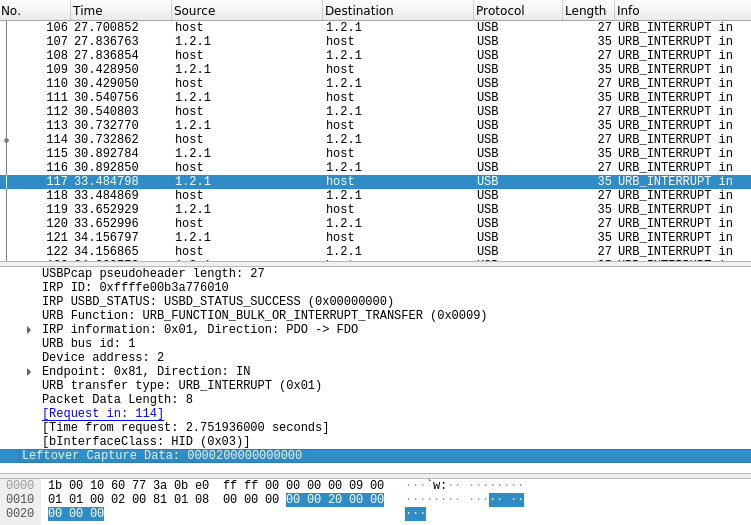 No. Time Source Destination Protocol Length Info
106 27.700852 host 1.2.1 USB 27 URB_INTERRUPT in
107 27.836763 1.2.1 host USB 35 URB_INTERRUPT in
108 27.836854 host 1.2.1 USB 27 URB_INTERRUPT in
109 30.428950 1.2.1 host USB 35 URB_INTERRUPT in
110 30.429050 host 1.2.1 USB 27 URB_INTERRUPT in
111 30.540756 1.2.1 host USB 35 URB_INTERRUPT in
112 30.540803 host 1.2.1 USB 27 URB_INTERRUPT in
113 30.732770 1.2.1 host USB 35 URB_INTERRUPT in
114 30.732862 host 1.2.1 USB 27 URB_INTERRUPT in
115 30.892784 1.2.1 host USB 35 URB_INTERRUPT in
116 30.892850 host 1.2.1 USB 27 URB_INTERRUPT in
117 33.484798 1.2.1 host USB 35 URB_INTERRUPT in
118 33.484869 host 1.2.1 USB 27 URB_INTERRUPT in
119 33.652929 1.2.1 host USB 35 URB_INTERRUPT in
120 33.652996 host 1.2.1 USB 27 URB_INTERRUPT in
121 34.156797 1.2.1 host USB 35 URB_INTERRUPT in
122 34.156865 host 1.2.1 USB 27 URB_INTERRUPT in
USBPcap pseudoheader length: 27
IRP ID: 0xffffe00b3a776010
IRP USBD_STATUS: USBD_STATUS_SUCCESS (0x00000000)
URB Function: URB_FUNCTION_BULK_OR_INTERRUPT_TRANSFER (0x0009)
IRP information: 0x01, Direction: PDO -> FDO
URB bus id: 1
Device address: 2
Endpoint: 0x81, Direction: IN
URB transfer type: URB_INTERRUPT (0x01)
Packet Data Length: 8
[Request in: 114]
[Time from request: 2.751936000 seconds]
[bInterfaceClass: HID (0x03)]
Leftover Capture Data: 0000200000000000
0000 1b 00 10 60 77 3a 0b e0 ff ff 00 00 00 00 09 00 ···`w:·· ········
0010 01 01 00 02 00 81 01 08 00 00 00 00 00 20 00 00 ········ ····· ··
0020 00 00 00 ···